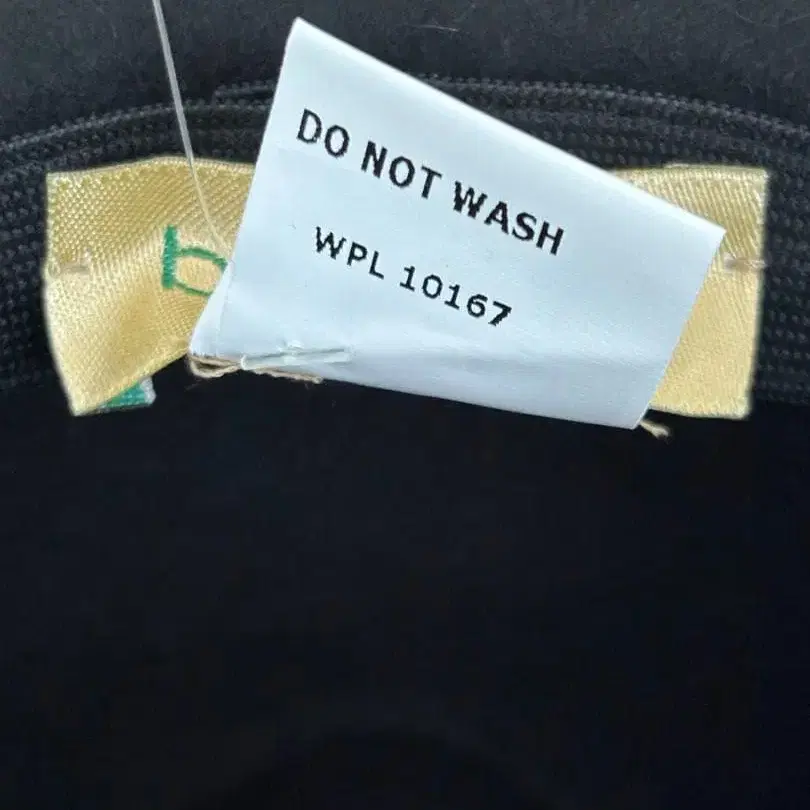 DO NOT WASH
WPL 10167
b